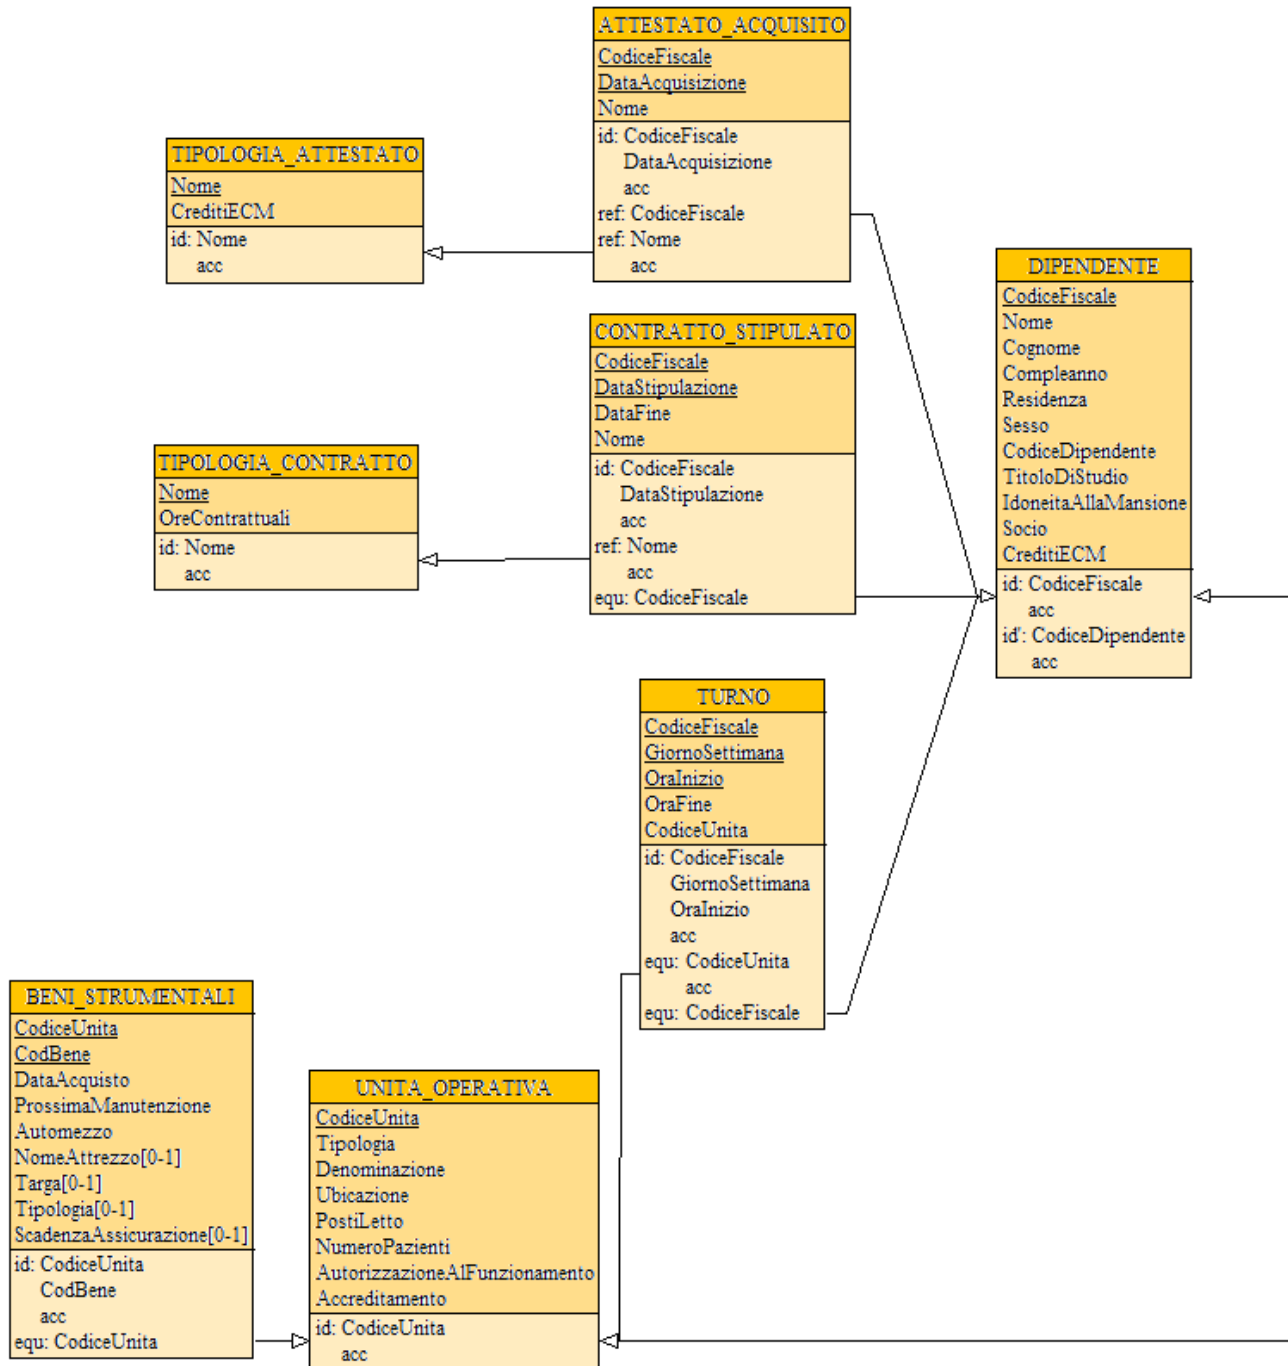 ATTESTATO_ACQUISITO
CodiceFiscale
DataAcquisizione
Nome
id: CodiceFiscale
DataAcquisizione
acc
ref: CodiceFiscale
ref: Nome
acc
TIPOLOGIA_ATTESTATO
Nome
CreditiECM
id: Nome
acc
DIPENDENTE
CodiceFiscale
Nome
Cognome
Compleanno
Residenza
Sesso
CodiceDipendente
TitoloDiStudio
IdoneitaAllaMansione
Socio
CreditiECM
id: CodiceFiscale
acc
id': CodiceDipendente
acc
CONTRATTO_STIPULATO
CodiceFiscale
DataStipulazione
DataFine
Nome
id: CodiceFiscale
DataStipulazione
acc
ref: Nome
acc
equ: CodiceFiscale
TIPOLOGIA_CONTRATTO
Nome
OreContrattuali
id: Nome
acc
TURNO
CodiceFiscale
GiornoSettimana
OraInizio
OraFine
CodiceUnita
id: CodiceFiscale
GiornoSettimana
OraInizio
acc
equ: CodiceUnita
acc
equ: CodiceFiscale
BENI_STRUMENTALI
CodiceUnita
CodBene
DataAcquisto
ProssimaManutenzione
Automezzo
NomeAttrezzo[0-1]
Targa[0-1]
Tipologia[0-1]
ScadenzaAssicurazione[0-1]
id: CodiceUnita
CodBene
acc
equ: CodiceUnita
UNITA_OPERATIVA
CodiceUnita
Tipologia
Denominazione
Ubicazione
PostiLetto
NumeroPazienti
AutorizzazioneAlFunzionamento
Accreditamento
id: CodiceUnita
acc